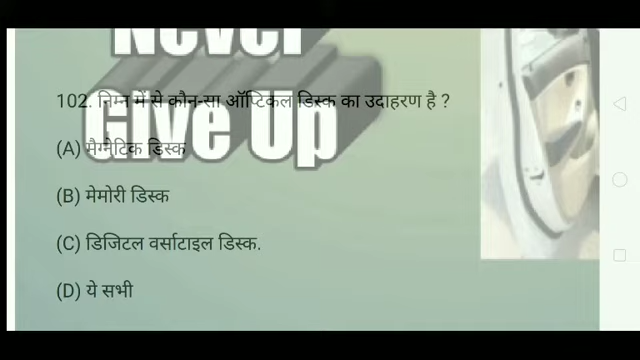 Never
Give Up
102. निम्न में से कौन-सा ऑप्टिकल डिस्क का उदाहरण है ?
(A) मैग्नेटिक डिस्क
(B) मेमोरी डिस्क
(C) डिजिटल वर्साटाइल डिस्क.
(D) ये सभी